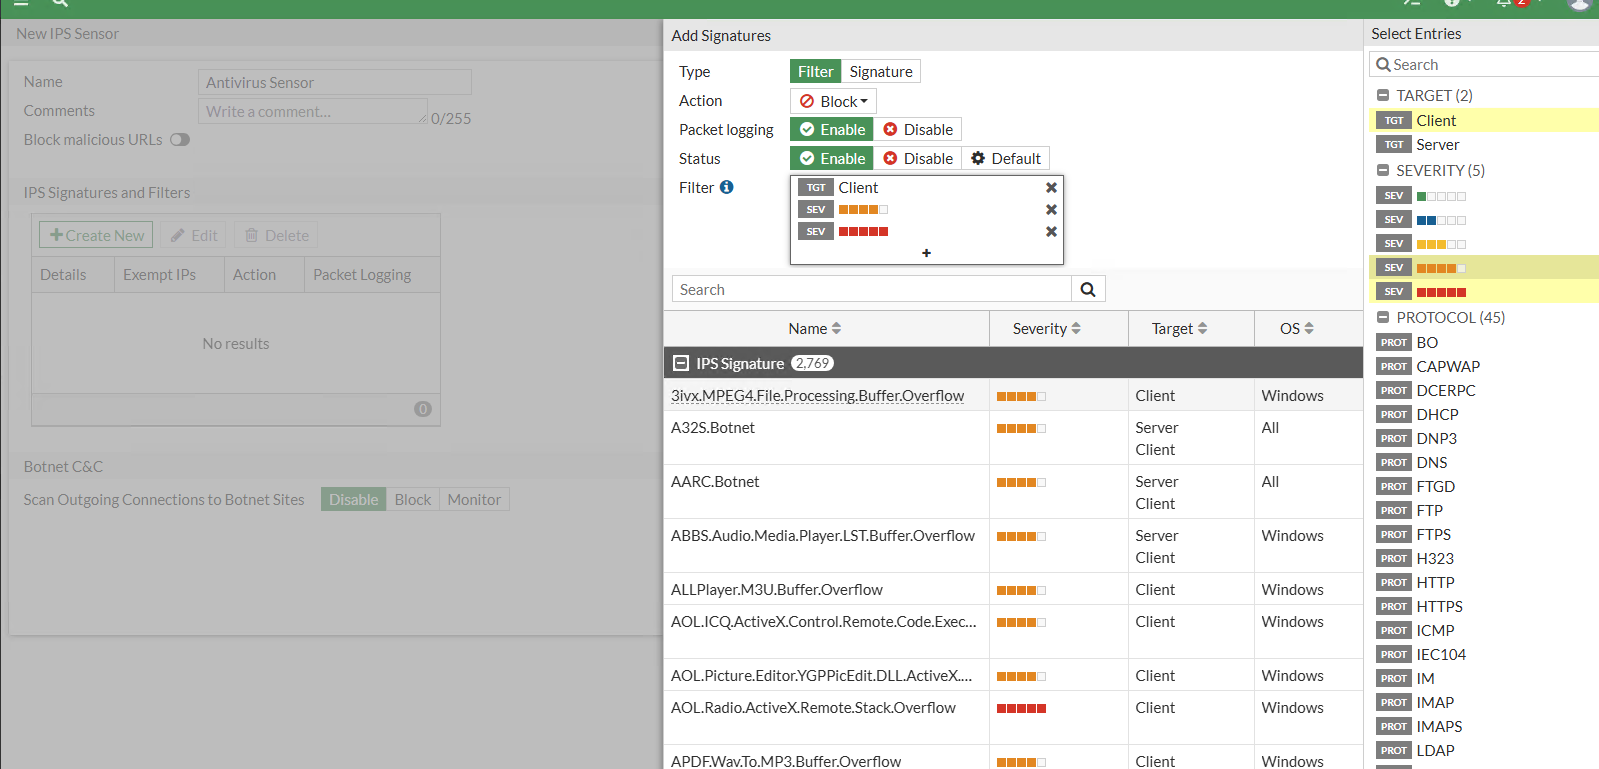 2
New IPS Sensor
Name
Antivirus Sensor
Comments
Write a comment...
0/255
Block malicious URLs
IPS Signatures and Filters
Create New
Edit
Delete
Details
Exempt IPs
Action
Packet Logging
No results
0
Botnet C&C
Scan Outgoing Connections to Botnet Sites
Disable
Block
Monitor
Add Signatures
Type
Filter
Signature
Action
Block
Packet logging
Enable
Disable
Status
Enable
Disable
Default
Filter
TGT Client
SEV
SEV
Search
Name
Severity
Target
OS
IPS Signature 2,769
3ivx.MPEG4.File.Processing.Buffer.Overflow
Client
Windows
A32S.Botnet
Server
Client
All
AARC.Botnet
Server
Client
All
ABBS.Audio.Media.Player.LST.Buffer.Overflow
Server
Client
Windows
ALLPlayer.M3U.Buffer.Overflow
Client
Windows
AOL.ICQ.ActiveX.Control.Remote.Code.Exec...
Client
Windows
AOL.Picture.Editor.YGPPicEdit.DLL.ActiveX....
Client
Windows
AOL.Radio.ActiveX.Remote.Stack.Overflow
Client
Windows
APDF.Wav.To.MP3.Buffer.Overflow
Client
Windows
Select Entries
Search
TARGET (2)
TGT Client
TGT Server
SEVERITY (5)
SEV
SEV
SEV
SEV
SEV
PROTOCOL (45)
PROT BO
PROT CAPWAP
PROT DCERPC
PROT DHCP
PROT DNP3
PROT DNS
PROT FTGD
PROT FTP
PROT FTPS
PROT H323
PROT HTTP
PROT HTTPS
PROT ICMP
PROT IEC104
PROT IM
PROT IMAP
PROT IMAPS
PROT LDAP